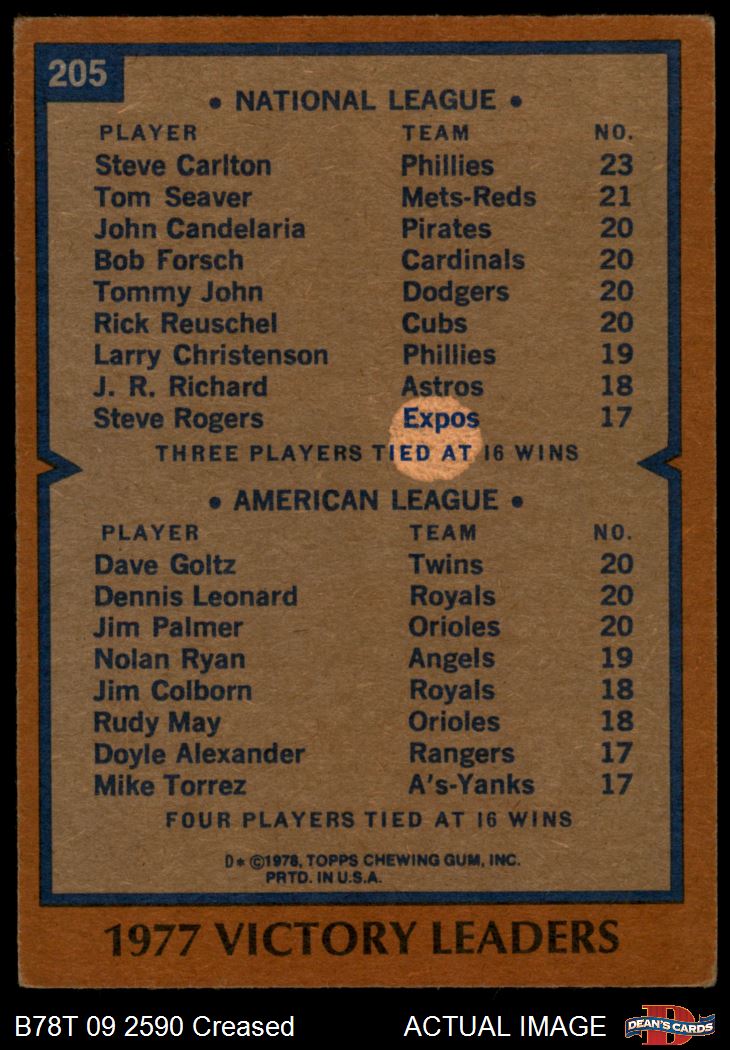 205
• NATIONAL LEAGUE •
PLAYER TEAM NO.
Steve Carlton Phillies 23
Tom Seaver Mets-Reds 21
John Candelaria Pirates 20
Bob Forsch Cardinals 20
Tommy John Dodgers 20
Rick Reuschel Cubs 20
Larry Christenson Phillies 19
J. R. Richard Astros 18
Steve Rogers Expos 17
THREE PLAYERS TIED AT 16 WINS
• AMERICAN LEAGUE •
PLAYER TEAM NO.
Dave Goltz Twins 20
Dennis Leonard Royals 20
Jim Palmer Orioles 20
Nolan Ryan Angels 19
Jim Colborn Royals 18
Rudy May Orioles 18
Doyle Alexander Rangers 17
Mike Torrez A's-Yanks 17
FOUR PLAYERS TIED AT 16 WINS
D* ©1978, TOPPS CHEWING GUM, INC.
PRTD. IN U.S.A.
1977 VICTORY LEADERS
B78T 09 2590 Creased ACTUAL IMAGE
D
DEAN'S CARDS